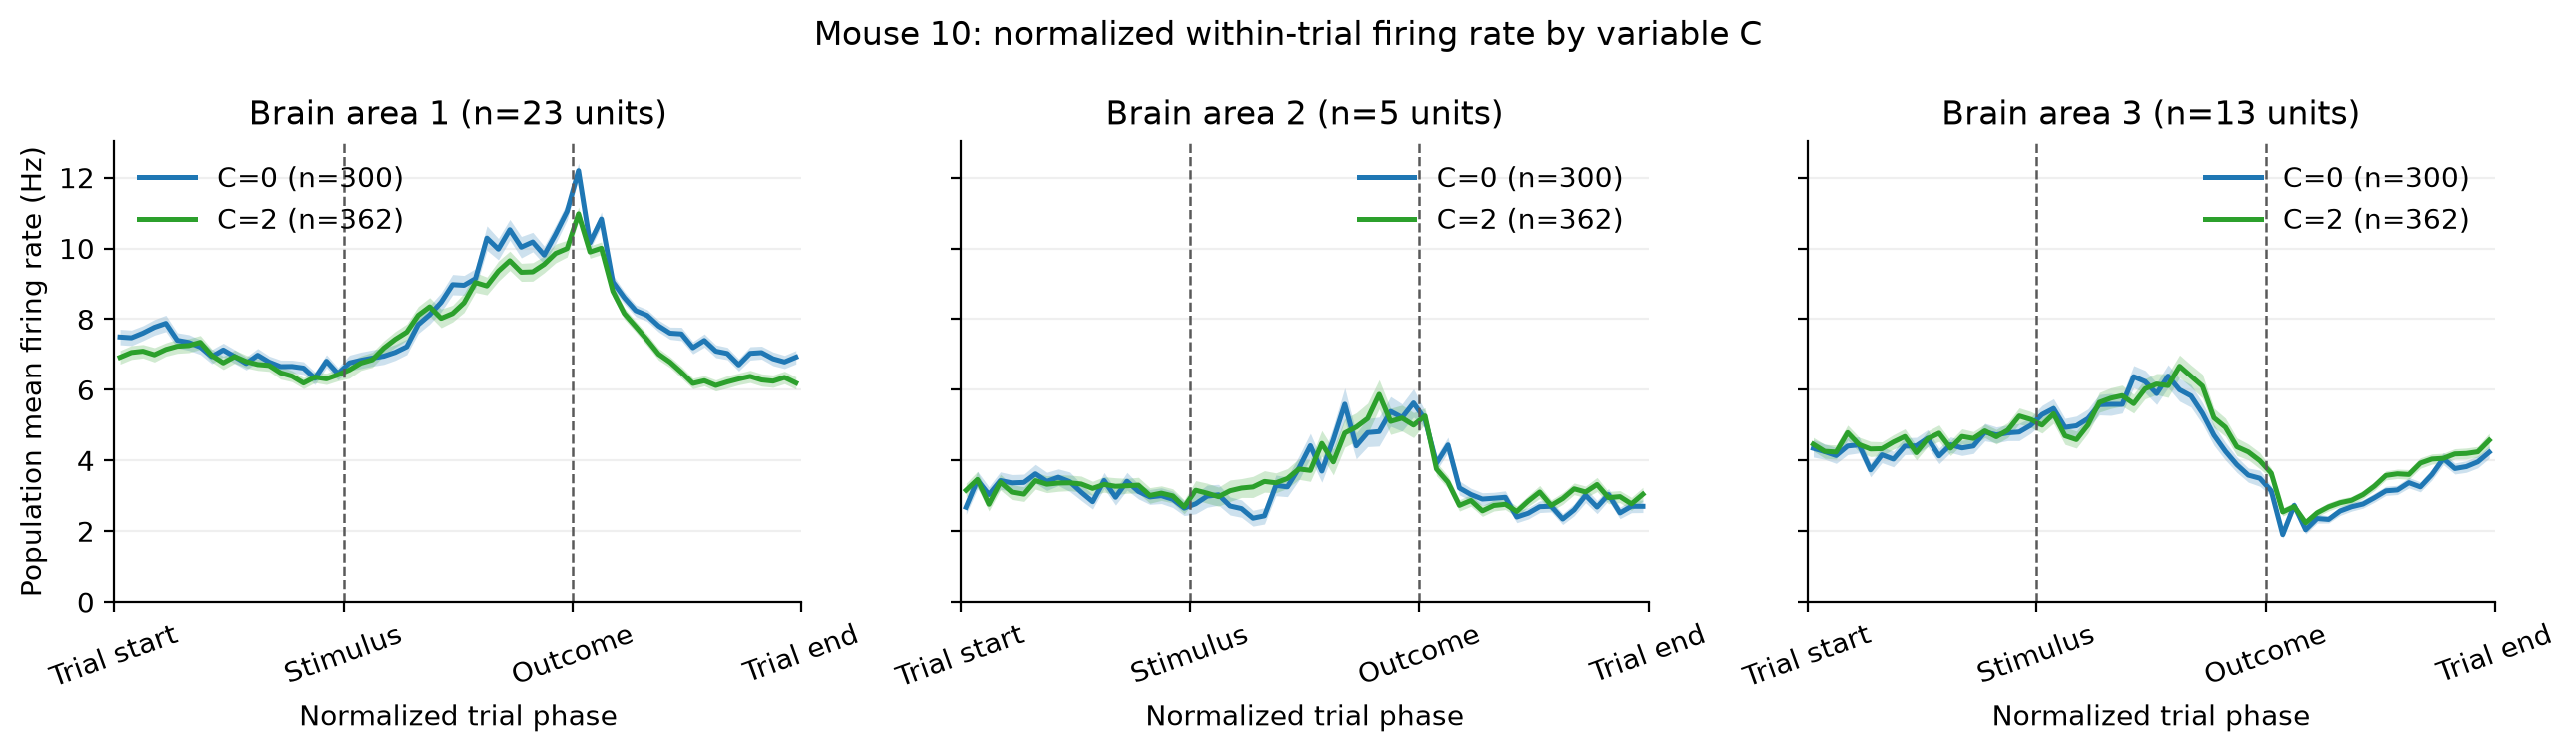 Mouse 10: normalized within-trial firing rate by variable C
Brain area 1 (n=23 units)
Population mean firing rate (Hz)
12
10
8
6
4
2
0
C=0 (n=300)
C=2 (n=362)
Trial start
Stimulus
Outcome
Trial end
Normalized trial phase
Brain area 2 (n=5 units)
C=0 (n=300)
C=2 (n=362)
Trial start
Stimulus
Outcome
Trial end
Normalized trial phase
Brain area 3 (n=13 units)
C=0 (n=300)
C=2 (n=362)
Trial start
Stimulus
Outcome
Trial end
Normalized trial phase